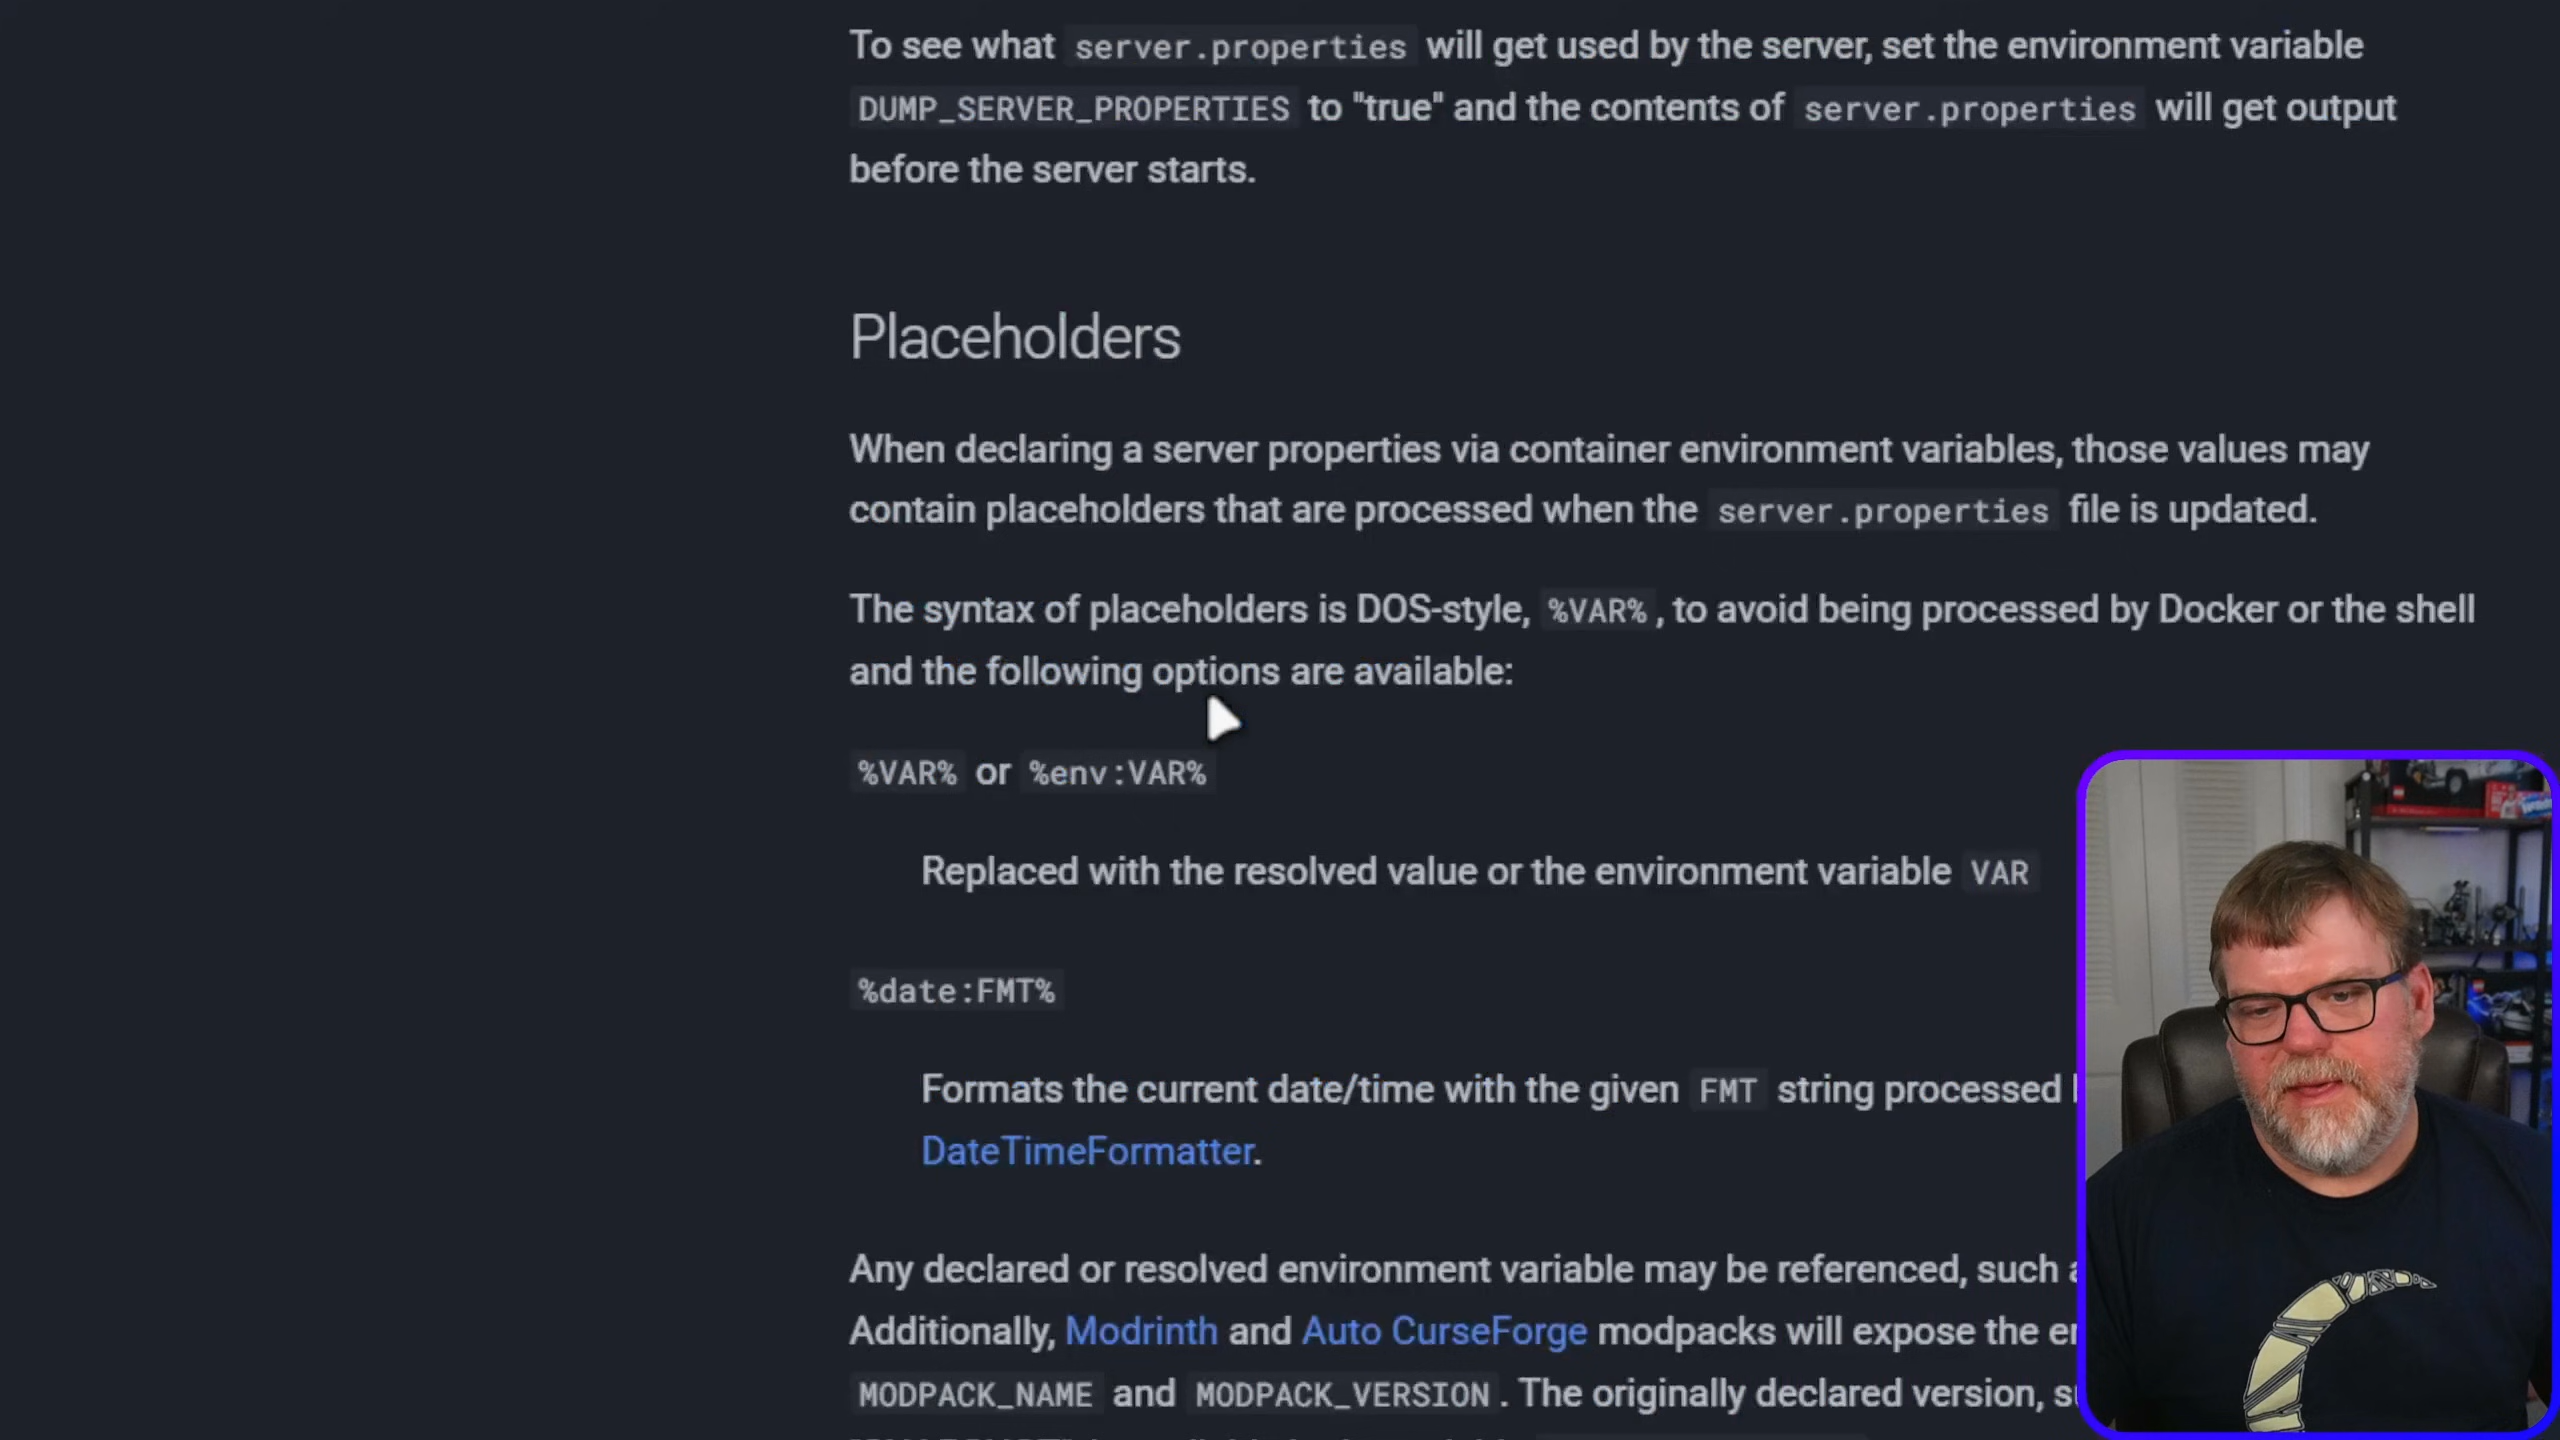 To see what server.properties will get used by the server, set the environment variable
DUMP_SERVER_PROPERTIES to "true" and the contents of server.properties will get output
before the server starts.
Placeholders
When declaring a server properties via container environment variables, those values may
contain placeholders that are processed when the server.properties file is updated.
The syntax of placeholders is DOS-style, %VAR%, to avoid being processed by Docker or the shell
and the following options are available:
%VAR% or %env:VAR%
Replaced with the resolved value or the environment variable VAR
%date:FMT%
Formats the current date/time with the given FMT string processed
DateTimeFormatter.
Any declared or resolved environment variable may be referenced, such
Additionally, Modrinth and Auto CurseForge modpacks will expose the
MODPACK_NAME and MODPACK_VERSION. The originally declared version,